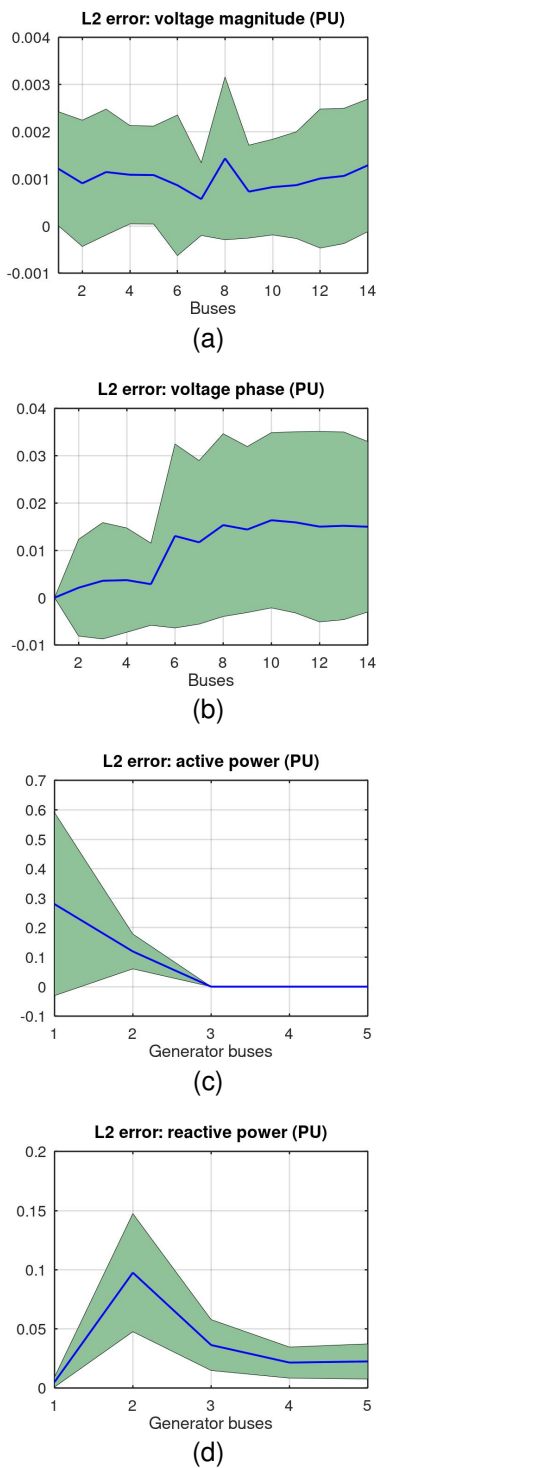 L2 error: voltage magnitude (PU)
0.004
0.003
0.002
0.001
0
-0.001
2 4 6 8 10 12 14
Buses
(a)
L2 error: voltage phase (PU)
0.04
0.03
0.02
0.01
0
-0.01
2 4 6 8 10 12 14
Buses
(b)
L2 error: active power (PU)
0.7
0.6
0.5
0.4
0.3
0.2
0.1
0
-0.1
1 2 3 4 5
Generator buses
(c)
L2 error: reactive power (PU)
0.2
0.15
0.1
0.05
0
1 2 3 4 5
Generator buses
(d)